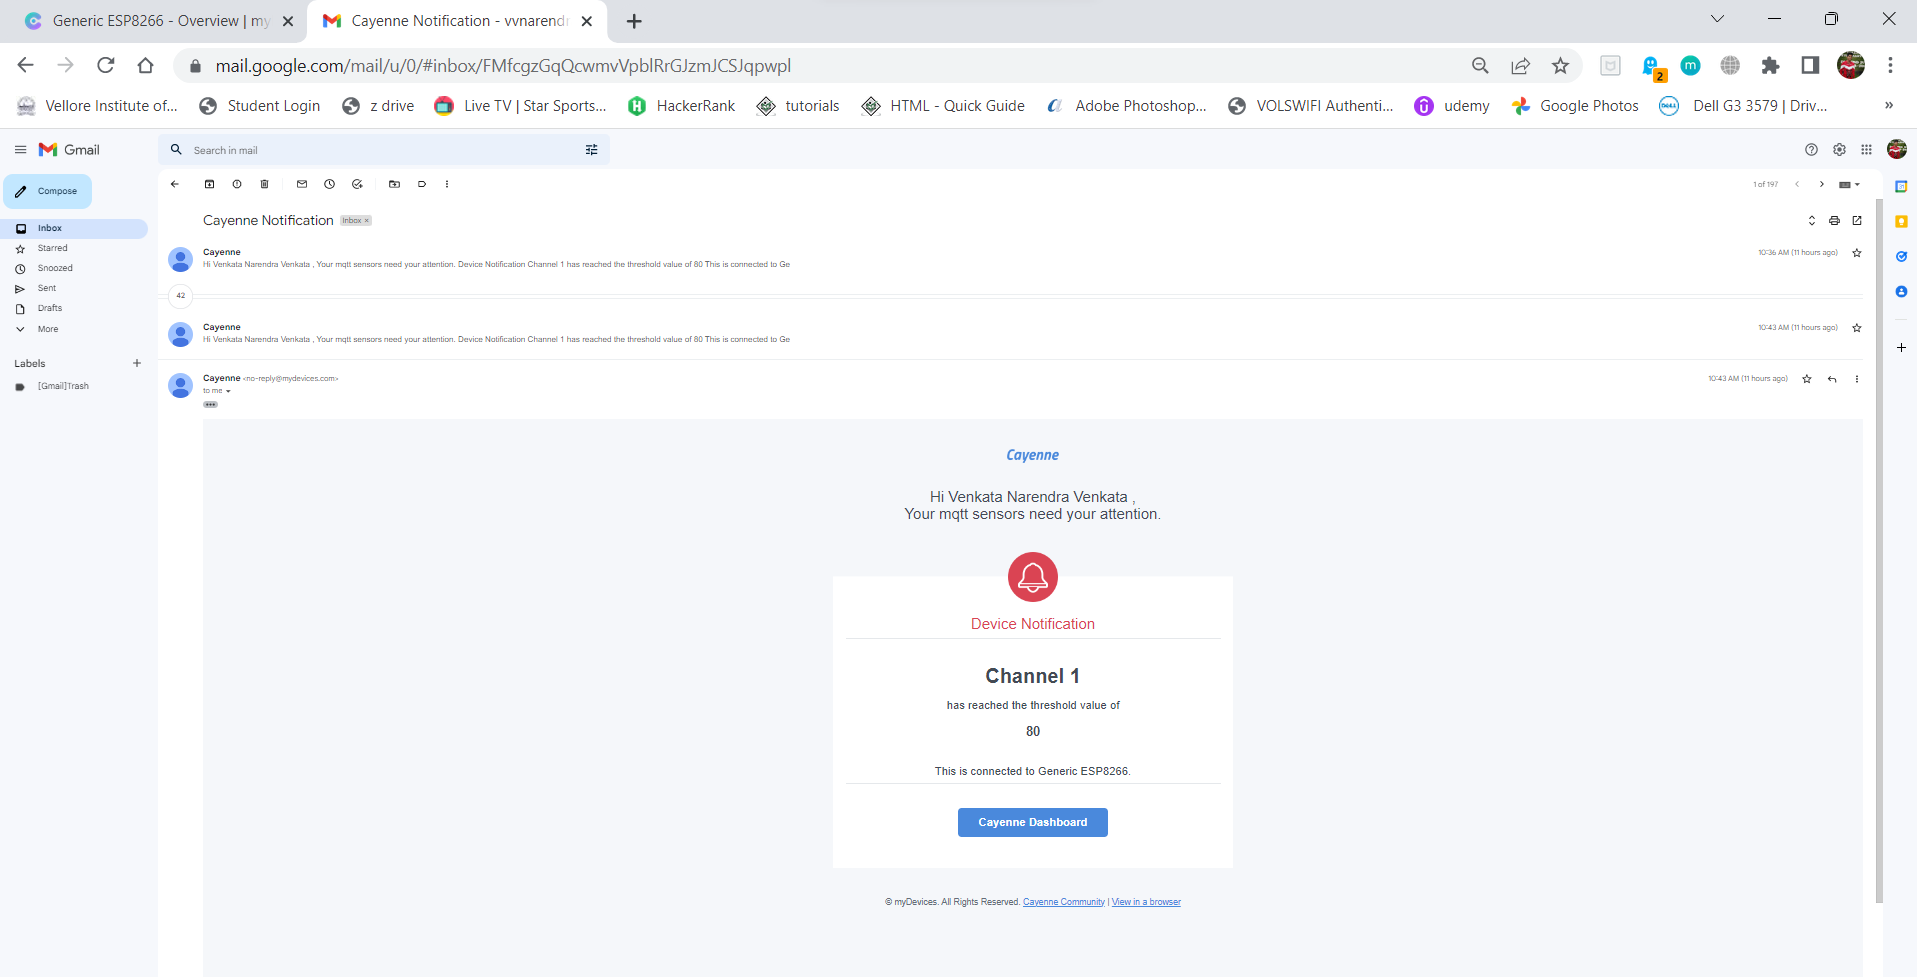 Generic ESP8266 - Overview | my
Cayenne Notification - vvnarendr
mail.google.com/mail/u/0/#inbox/FMfcgzGqQcwmvVpblRrGJzmJCSJqpwpl
2
m
Vellore Institute of...
Student Login
z drive
Live TV | Star Sports...
HackerRank
tutorials
HTML - Quick Guide
Adobe Photoshop...
VOLSWIFI Authenti...
udemy
Google Photos
Dell G3 3579 | Driv...
»
Gmail
Search in mail
Compose
1 of 197
Inbox
Starred
Snoozed
Sent
Drafts
More
Labels
[Gmail]Trash
Cayenne Notification
Inbox ×
Cayenne
10:36 AM (11 hours ago)
Hi Venkata Narendra Venkata , Your mqtt sensors need your attention. Device Notification Channel 1 has reached the threshold value of 80 This is connected to Ge
42
Cayenne
10:43 AM (11 hours ago)
Hi Venkata Narendra Venkata , Your mqtt sensors need your attention. Device Notification Channel 1 has reached the threshold value of 80 This is connected to Ge
Cayenne <no-reply@mydevices.com>
10:43 AM (11 hours ago)
to me
Cayenne
Hi Venkata Narendra Venkata ,
Your mqtt sensors need your attention.
Device Notification
Channel 1
has reached the threshold value of
80
This is connected to Generic ESP8266.
Cayenne Dashboard
© myDevices. All Rights Reserved. Cayenne Community | View in a browser